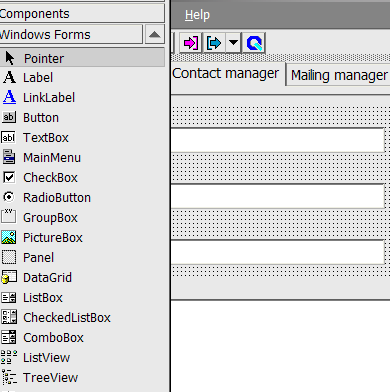 Components
Windows Forms
Pointer
Label
LinkLabel
Button
TextBox
MainMenu
CheckBox
RadioButton
GroupBox
PictureBox
Panel
DataGrid
ListBox
CheckedListBox
ComboBox
ListView
TreeView
Help
Contact manager
Mailing manager